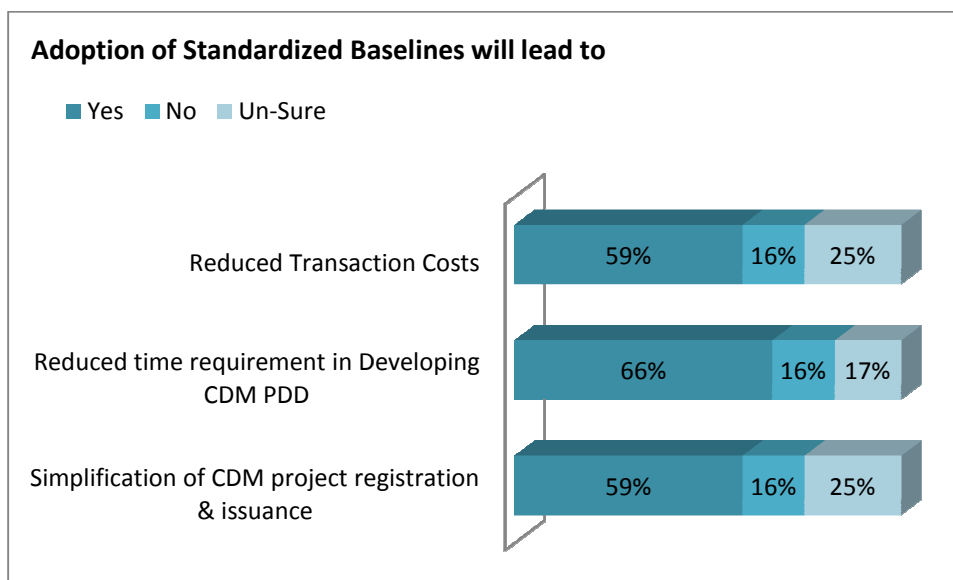 Adoption of Standardized Baselines will lead to
Yes No Un-Sure
Reduced Transaction Costs
59% 16% 25%
Reduced time requirement in Developing
CDM PDD
66% 16% 17%
Simplification of CDM project registration
& issuance
59% 16% 25%